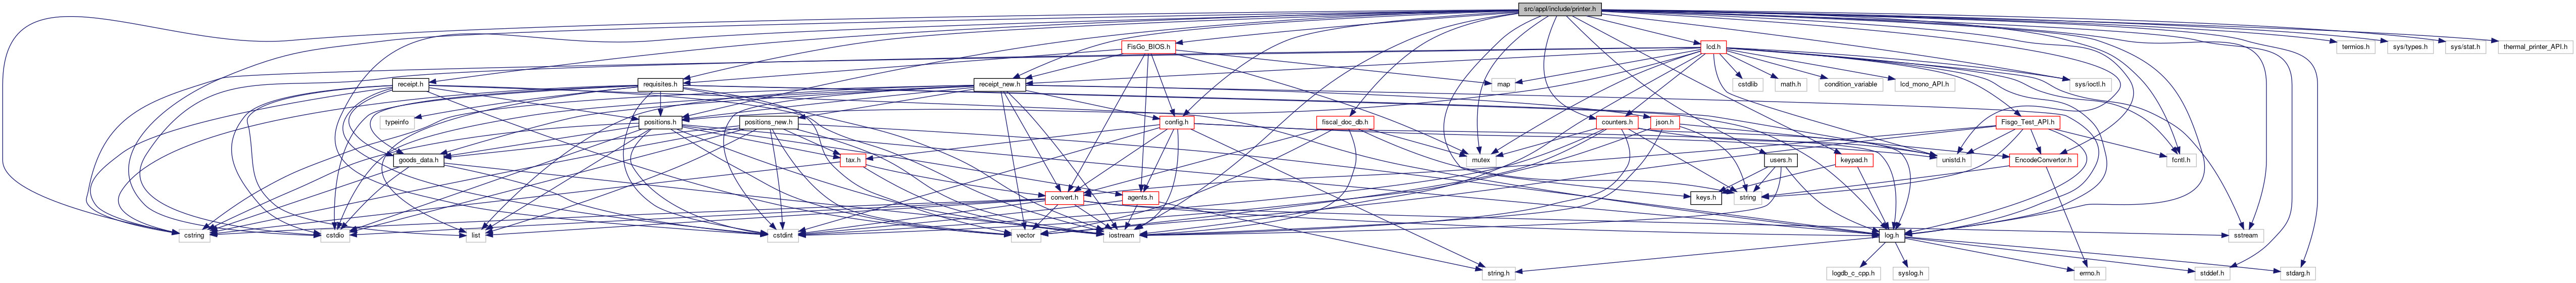 src/appl/include/printer.h
FisGo_BIOS.h
lcd.h
termios.h
sys/types.h
sys/stat.h
thermal_printer_API.h
receipt.h
requisites.h
receipt_new.h
map
cstdlib
math.h
condition_variable
lcd_mono_API.h
sys/ioctl.h
typeinfo
positions.h
positions_new.h
config.h
fiscal_doc_db.h
counters.h
json.h
Fisgo_Test_API.h
goods_data.h
tax.h
mutex
users.h
keypad.h
unistd.h
EncodeConvertor.h
fcntl.h
convert.h
agents.h
keys.h
string
cstring
cstdio
list
cstdint
vector
iostream
log.h
sstream
string.h
logdb_c_cpp.h
syslog.h
errno.h
stddef.h
stdarg.h